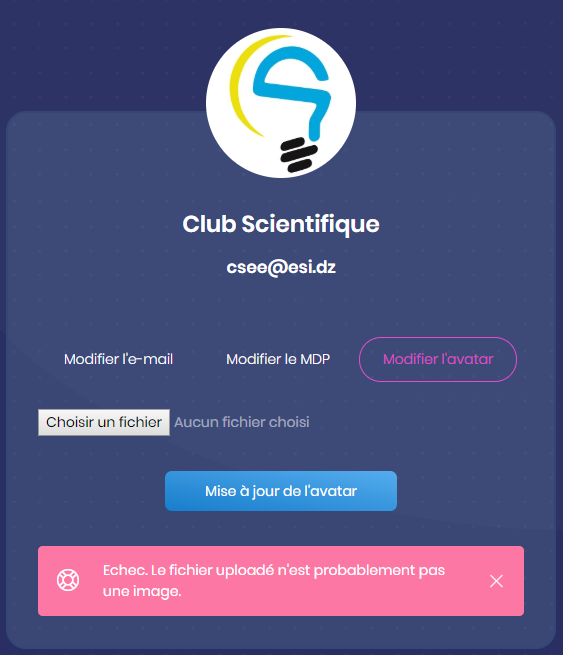 Club Scientifique
csee@esi.dz
Modifier l'e-mail
Modifier le MDP
Modifier l'avatar
Choisir un fichier Aucun fichier choisi
Mise à jour de l'avatar
Echec. Le fichier uploadé n'est probablement pas
une image.